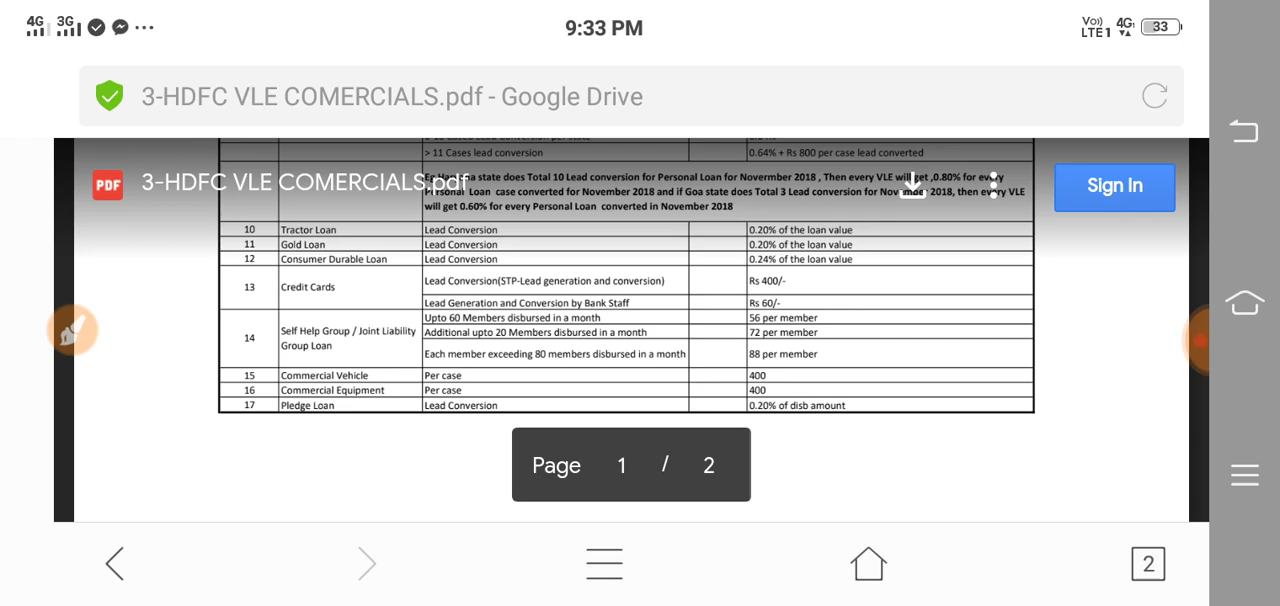 4G 3G ... 9:33 PM Vo)) LTE1 4G 33
3-HDFC VLE COMERCIALS.pdf - Google Drive
> 11 Cases lead conversion 0.64% + Rs 800 per case lead converted
PDF 3-HDFC VLE COMERCIALS.pdf Sign In
state does Total 10 Lead conversion for Personal Loan for Novermber 2018 , Then every VLE will get ,0.80% for every
Personal Loan case converted for November 2018 and if Goa state does Total 3 Lead conversion for November 2018, then every VLE
will get 0.60% for every Personal Loan converted in November 2018
10 Tractor Loan Lead Conversion 0.20% of the loan value
11 Gold Loan Lead Conversion 0.20% of the loan value
12 Consumer Durable Loan Lead Conversion 0.24% of the loan value
13 Credit Cards Lead Conversion(STP-Lead generation and conversion) Rs 400/-
Lead Generation and Conversion by Bank Staff Rs 60/-
14 Self Help Group / Joint Liability Group Loan Upto 60 Members disbursed in a month 56 per member
Additional upto 20 Members disbursed in a month 72 per member
Each member exceeding 80 members disbursed in a month 88 per member
15 Commercial Vehicle Per case 400
16 Commercial Equipment Per case 400
17 Pledge Loan Lead Conversion 0.20% of disb amount
Page 1 / 2
2